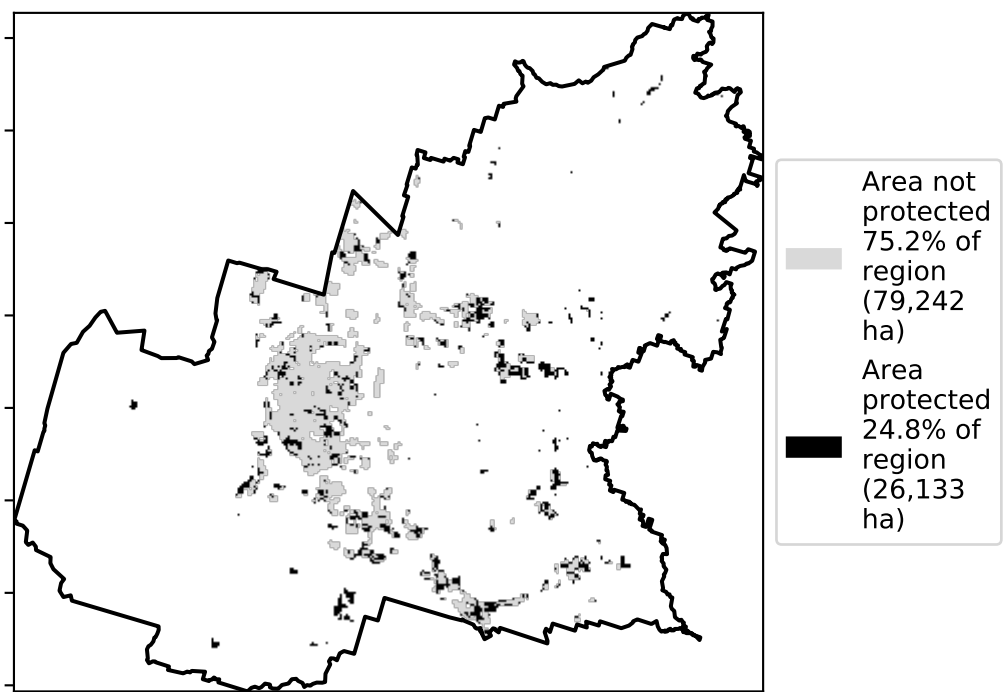 Area not
protected
75.2% of
region
(79,242
ha)
Area
protected
24.8% of
region
(26,133
ha)